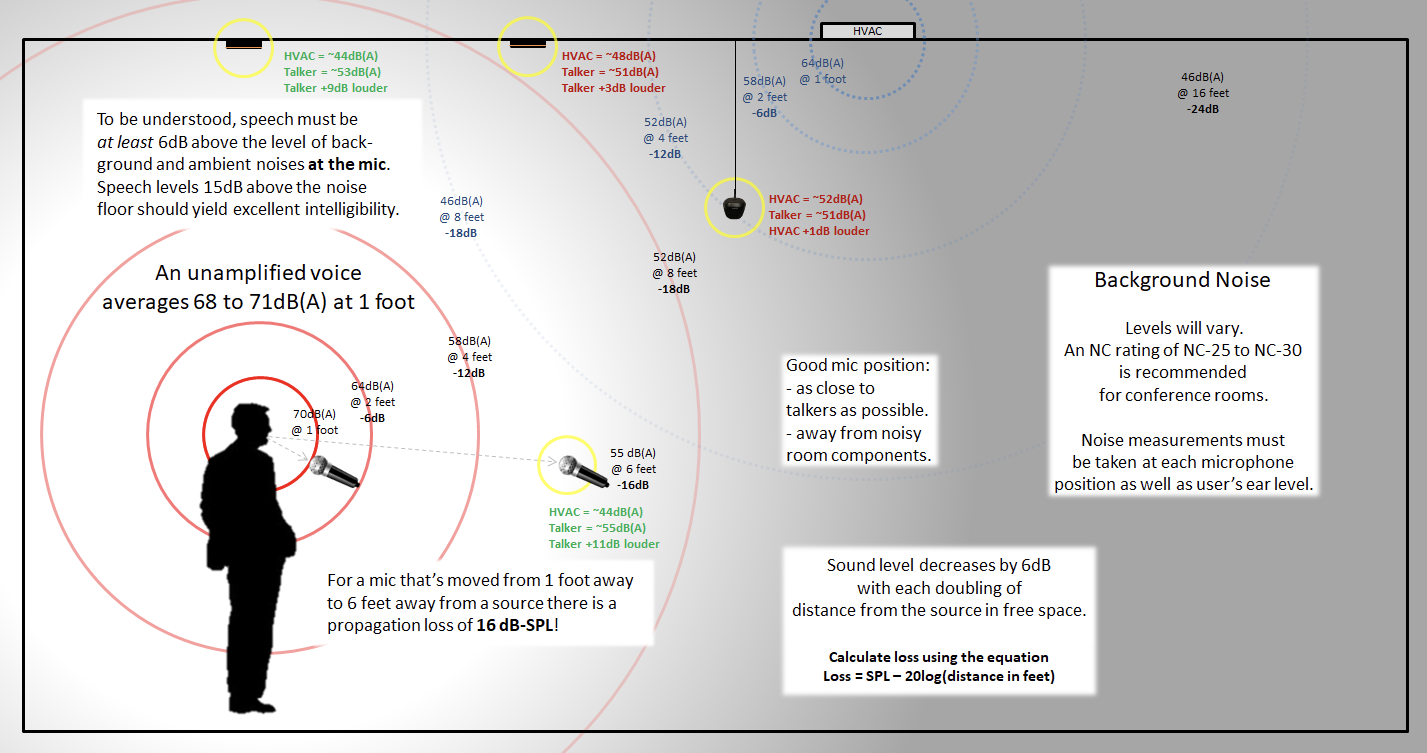 HVAC
HVAC = ~44dB(A)
Talker = ~53dB(A)
Talker +9dB louder
HVAC = ~48dB(A)
Talker = ~51dB(A)
Talker +3dB louder
64dB(A)
@ 1 foot
58dB(A)
@ 2 feet
-6dB
46dB(A)
@ 16 feet
-24dB
52dB(A)
@ 4 feet
-12dB
To be understood, speech must be
at least 6dB above the level of back-
ground and ambient noises at the mic.
Speech levels 15dB above the noise
floor should yield excellent intelligibility.
46dB(A)
@ 8 feet
-18dB
HVAC = ~52dB(A)
Talker = ~51dB(A)
HVAC +1dB louder
52dB(A)
@ 8 feet
-18dB
An unamplified voice
averages 68 to 71dB(A) at 1 foot
Background Noise
Levels will vary.
An NC rating of NC-25 to NC-30
is recommended
for conference rooms.
Noise measurements must
be taken at each microphone
position as well as user's ear level.
58dB(A)
@ 4 feet
-12dB
64dB(A)
@ 2 feet
-6dB
70dB(A)
@ 1 foot
Good mic position:
- as close to
talkers as possible.
- away from noisy
room components.
55 dB(A)
@ 6 feet
-16dB
HVAC = ~44dB(A)
Talker = ~55dB(A)
Talker +11dB louder
For a mic that's moved from 1 foot away
to 6 feet away from a source there is a
propagation loss of 16 dB-SPL!
Sound level decreases by 6dB
with each doubling of
distance from the source in free space.
Calculate loss using the equation
Loss = SPL – 20log(distance in feet)